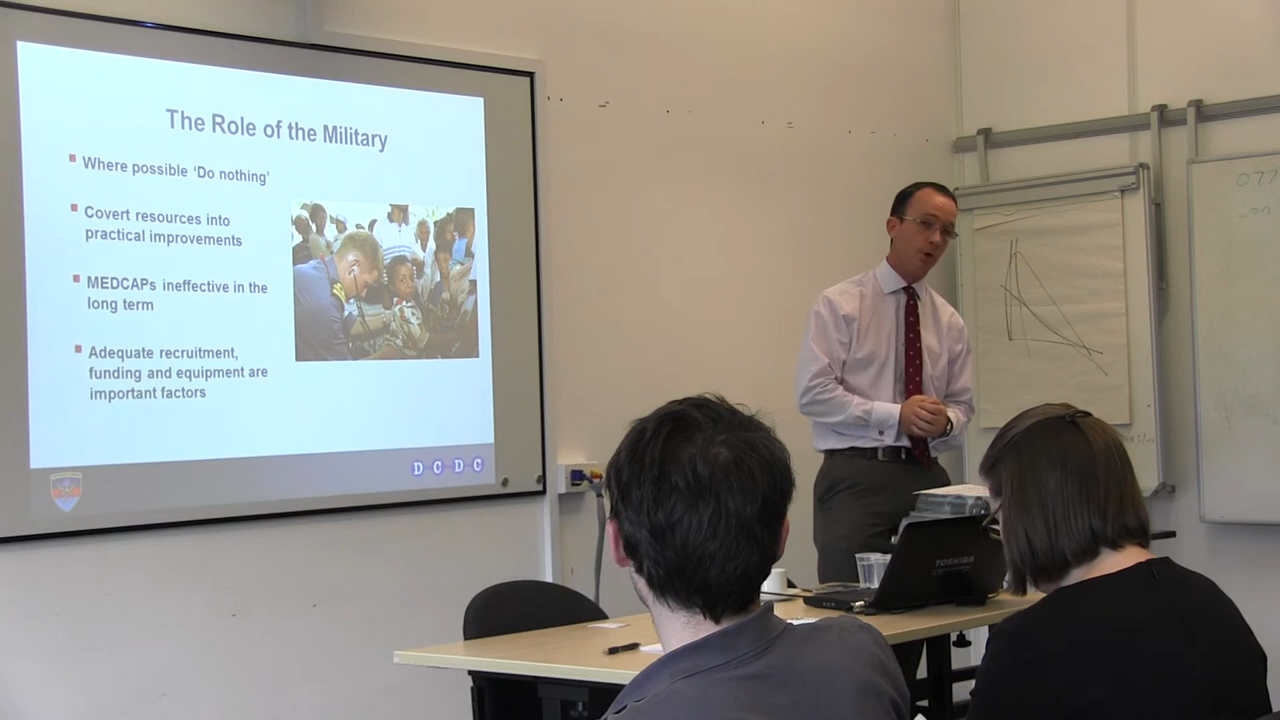 The Role of the Military
Where possible ‘Do nothing’
Covert resources into
practical improvements
MEDCAPs ineffective in the
long term
Adequate recruitment,
funding and equipment are
important factors
D C D C
TOSHIBA
077